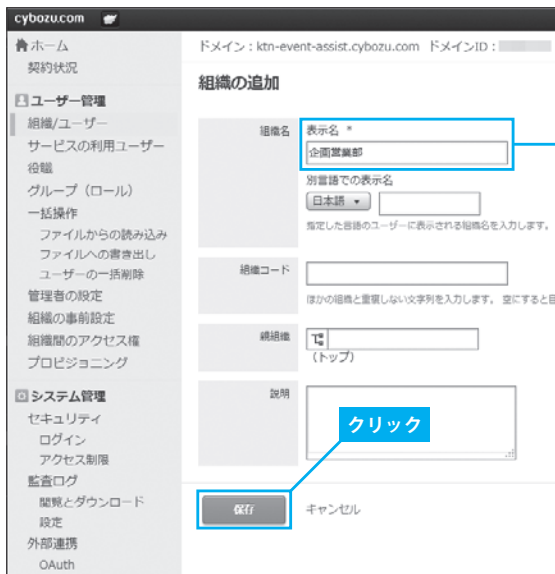 cybozu.com
ホーム
契約状況
ユーザー管理
組織/ユーザー
サービスの利用ユーザー
役職
グループ（ロール）
一括操作
ファイルからの読み込み
ファイルへの書き出し
ユーザーの一括削除
管理者の設定
組織の事前設定
組織間のアクセス権
プロビジョニング
システム管理
セキュリティ
ログイン
アクセス制限
監査ログ
閲覧とダウンロード
設定
外部連携
OAuth
ドメイン：ktn-event-assist.cybozu.com ドメインID：
組織の追加
組織名
表示名 *
企画営業部
別言語での表示名
日本語
指定した言語のユーザーに表示される組織名を入力します。
組織コード
ほかの組織と重複しない文字列を入力します。 空にすると自
親組織
(トップ)
説明
クリック
保存 キャンセル